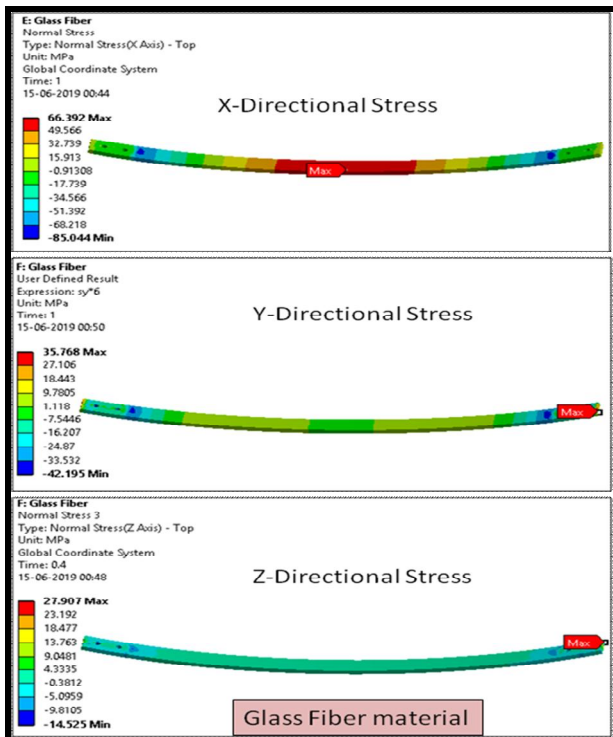 E: Glass Fiber
Normal Stress
Type: Normal Stress(X Axis) - Top
Unit: MPa
Global Coordinate System
Time: 1
15-06-2019 00:44
X-Directional Stress
66.392 Max
49.566
32.739
15.913
-0.91308
-17.739
-34.566
-51.392
-68.218
-85.044 Min
Max
F: Glass Fiber
User Defined Result
Expression: sy*6
Unit: MPa
Time: 1
15-06-2019 00:50
Y-Directional Stress
35.768 Max
27.106
18.443
9.7805
1.118
-7.5446
-16.207
-24.87
-33.532
-42.195 Min
Max
F: Glass Fiber
Normal Stress 3
Type: Normal Stress(Z Axis) - Top
Unit: MPa
Global Coordinate System
Time: 0.4
15-06-2019 00:48
Z-Directional Stress
27.907 Max
23.192
18.477
13.763
9.0481
4.3335
-0.3812
-5.0959
-9.8105
-14.525 Min
Max
Glass Fiber material